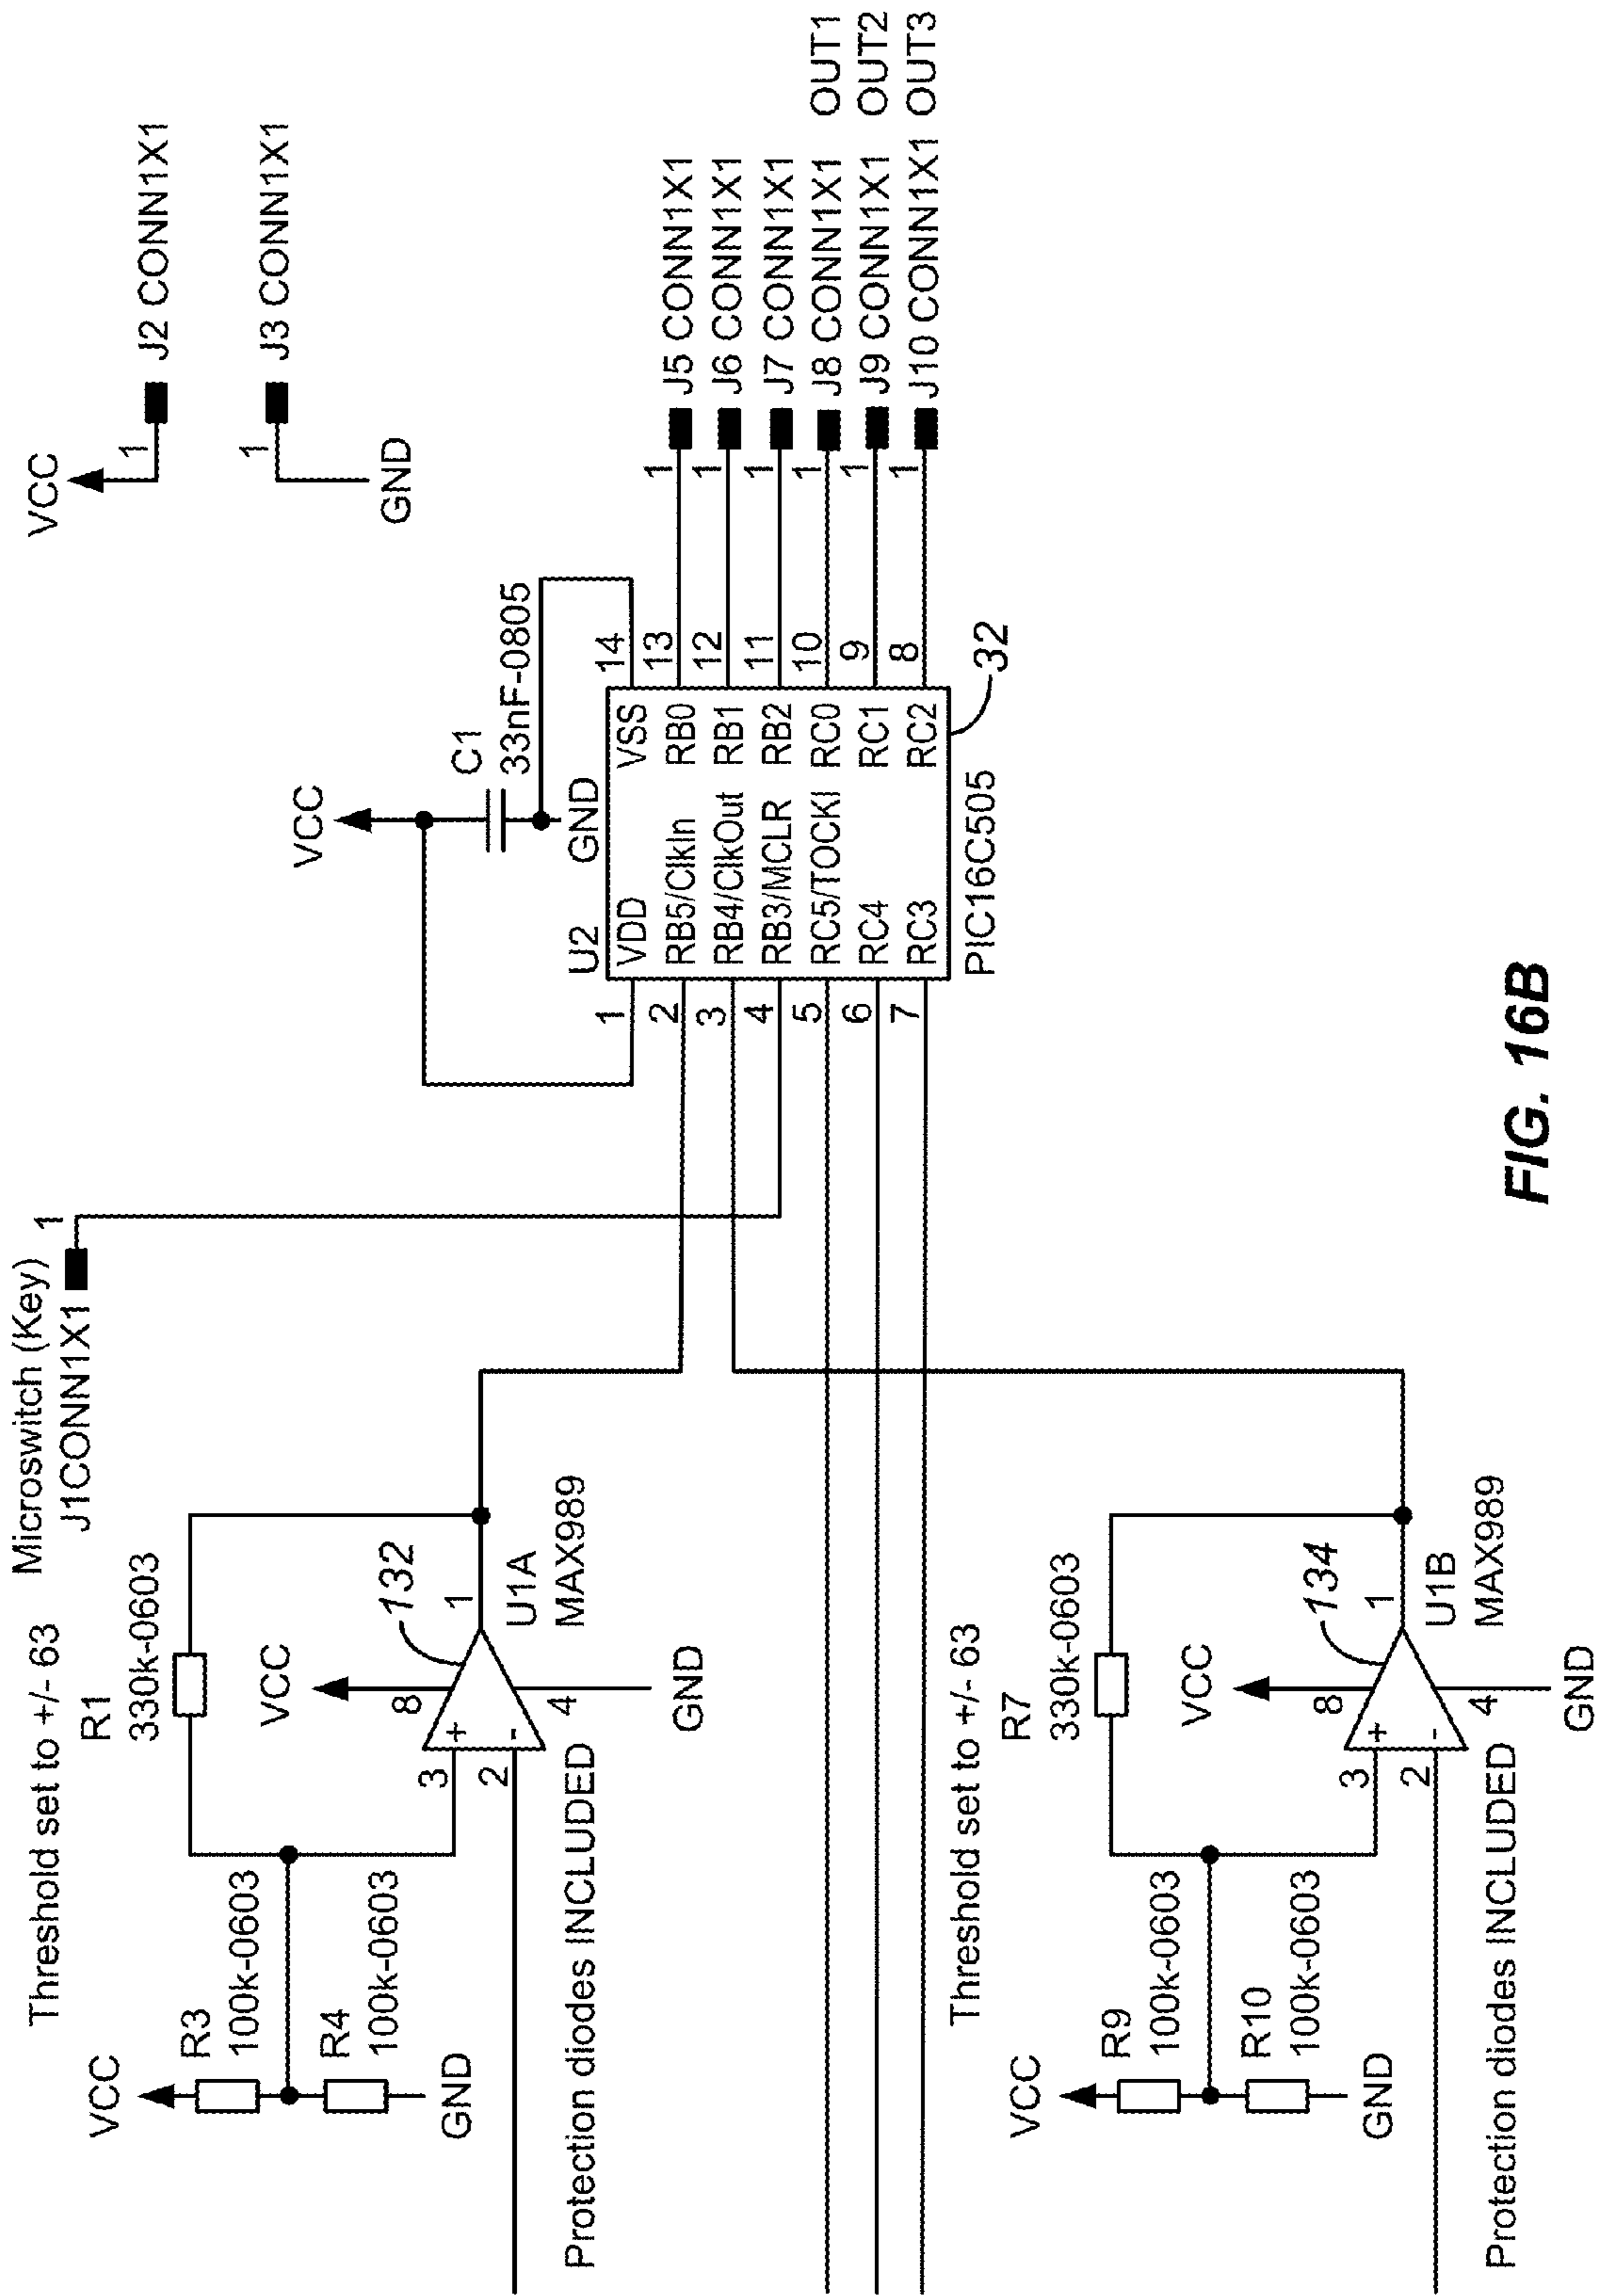 Threshold set to +/- 63
Microswitch (Key)
J1CONN1X1
1
VCC
R3
100k-0603
R4
100k-0603
GND
R1
330k-0603
VCC
8
3
+
2
-
4
1
132
U1A
MAX989
GND
Protection diodes INCLUDED
VCC
1
J2 CONN1X1
1
J3 CONN1X1
GND
VCC
C1
33nF-0805
GND
U2
1
VDD
VSS
14
2
RB5/ClkIn
RB0
13
1
J5 CONN1X1
3
RB4/ClkOut
RB1
12
1
J6 CONN1X1
4
RB3/MCLR
RB2
11
1
J7 CONN1X1
5
RC5/TOCKI
RC0
10
1
J8 CONN1X1
OUT1
6
RC4
RC1
9
1
J9 CONN1X1
OUT2
7
RC3
RC2
8
1
J10 CONN1X1
OUT3
PIC16C505
32
Threshold set to +/- 63
VCC
R9
100k-0603
R10
100k-0603
GND
R7
330k-0603
VCC
8
3
+
2
-
4
1
134
U1B
MAX989
GND
Protection diodes INCLUDED
FIG. 16B